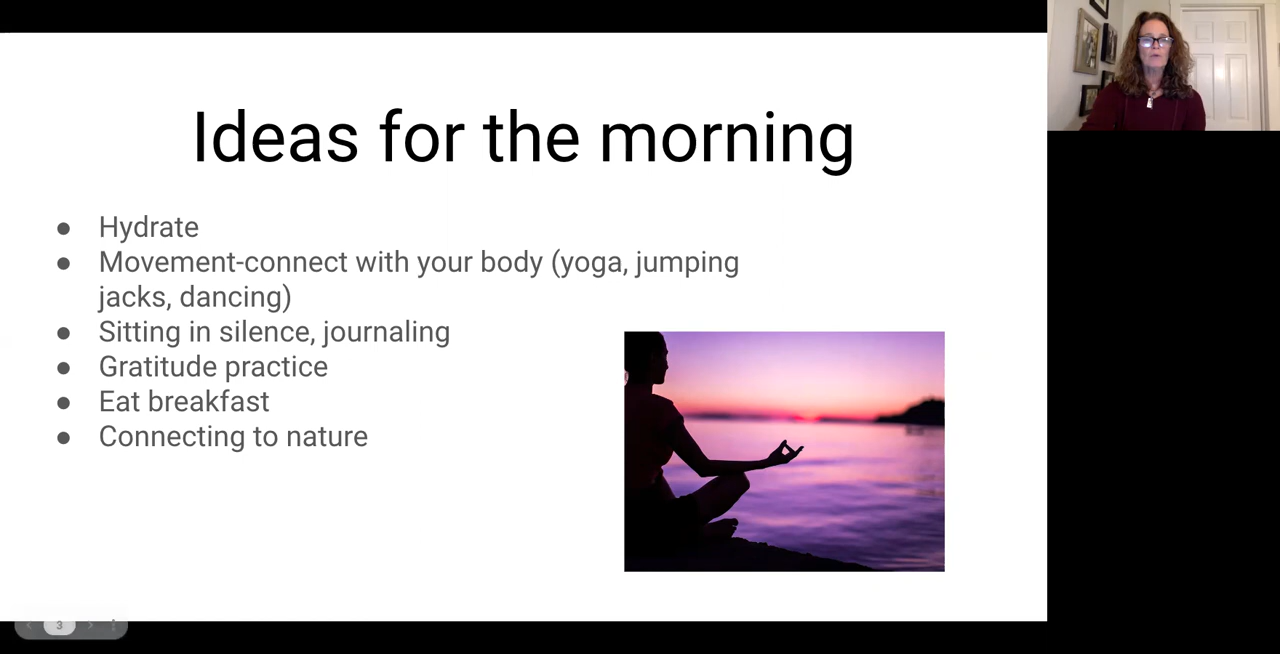 Ideas for the morning
● Hydrate
● Movement-connect with your body (yoga, jumping
jacks, dancing)
● Sitting in silence, journaling
● Gratitude practice
● Eat breakfast
● Connecting to nature
3